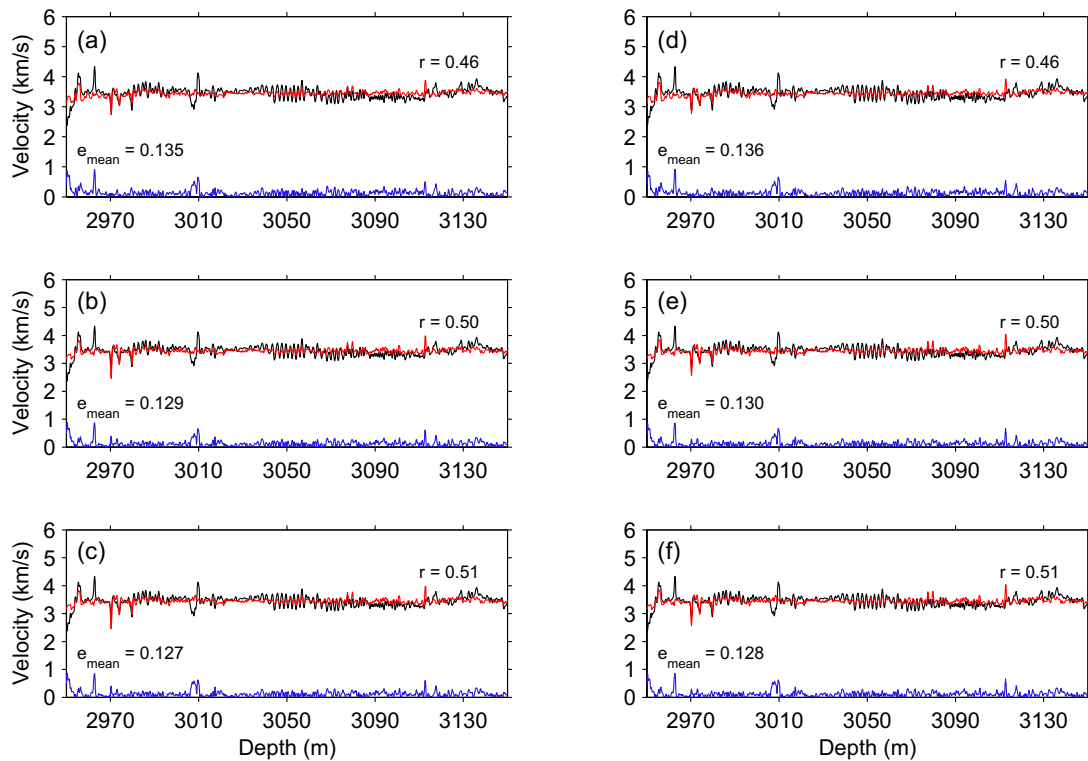 (a)
r = 0.46
e_mean = 0.135
Velocity (km/s)
6
5
4
3
2
1
0
2970 3010 3050 3090 3130
(d)
r = 0.46
e_mean = 0.136
6
5
4
3
2
1
0
2970 3010 3050 3090 3130
(b)
r = 0.50
e_mean = 0.129
Velocity (km/s)
6
5
4
3
2
1
0
2970 3010 3050 3090 3130
(e)
r = 0.50
e_mean = 0.130
6
5
4
3
2
1
0
2970 3010 3050 3090 3130
(c)
r = 0.51
e_mean = 0.127
Velocity (km/s)
6
5
4
3
2
1
0
2970 3010 3050 3090 3130
Depth (m)
(f)
r = 0.51
e_mean = 0.128
6
5
4
3
2
1
0
2970 3010 3050 3090 3130
Depth (m)